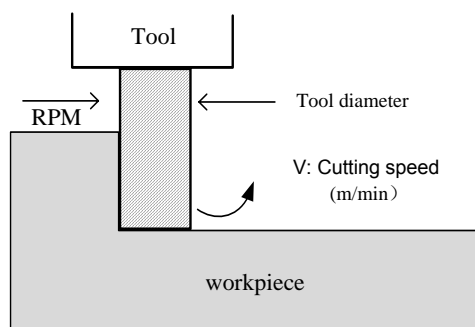 Tool
RPM
Tool diameter
V: Cutting speed
(m/min）
workpiece